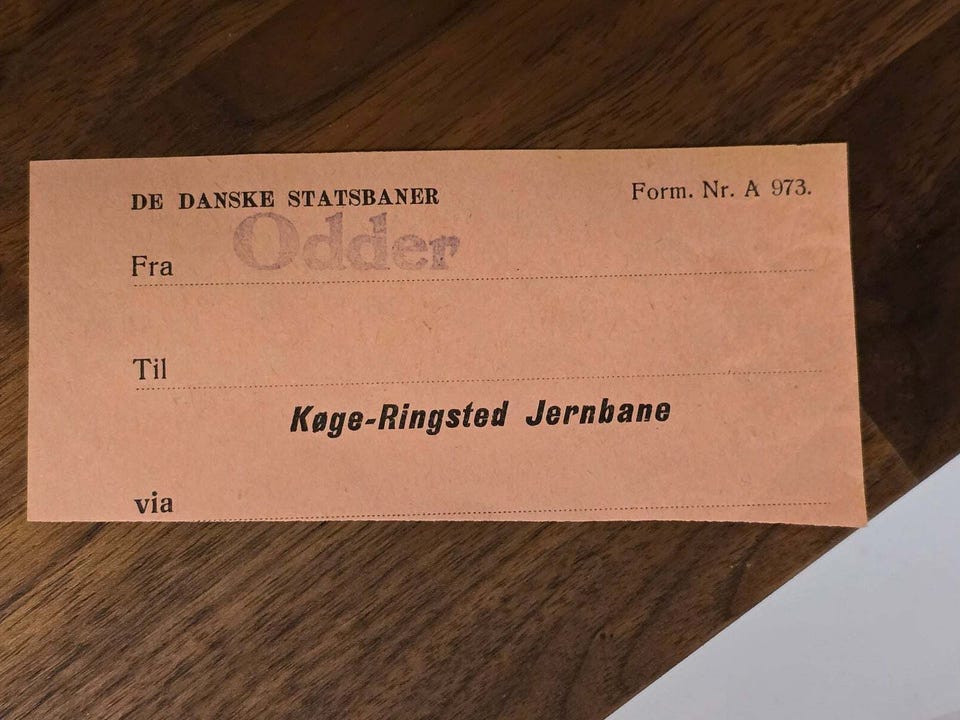 DE DANSKE STATSBANER Form. Nr. A 973.
Fra Odder
Til
Køge-Ringsted Jernbane
via